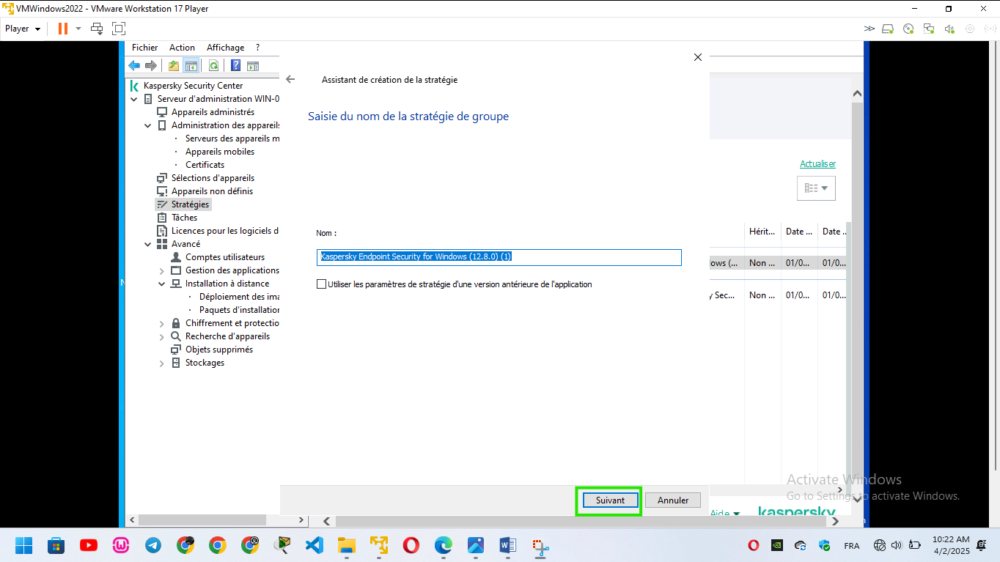 VMWindows2022 - VMware Workstation 17 Player
Player
Fichier Action Affichage ?
Kaspersky Security Center
Serveur d'administration WIN-0
Appareils administrés
Administration des appareils
Serveurs des appareils m
Appareils mobiles
Certificats
Sélections d'appareils
Appareils non définis
Stratégies
Tâches
Licences pour les logiciels d
Avancé
Comptes utilisateurs
Gestion des applications
Installation à distance
Déploiement des ima
Paquets d'installation
Chiffrement et protectio
Recherche d'appareils
Objets supprimés
Stockages
Assistant de création de la stratégie
Saisie du nom de la stratégie de groupe
Nom :
Kaspersky Endpoint Security for Windows (12.8.0) (1)
Utiliser les paramètres de stratégie d'une version antérieure de l'application
Suivant Annuler
Actualiser
Hérit... Date ... Date ..
ows (... Non ... 01/0... 01/0...
y Sec... Non ... 01/0... 01/0...
Activate Windows
Go to Settings to activate Windows.
Aide kaspersky
FRA
10:22 AM
4/2/2025